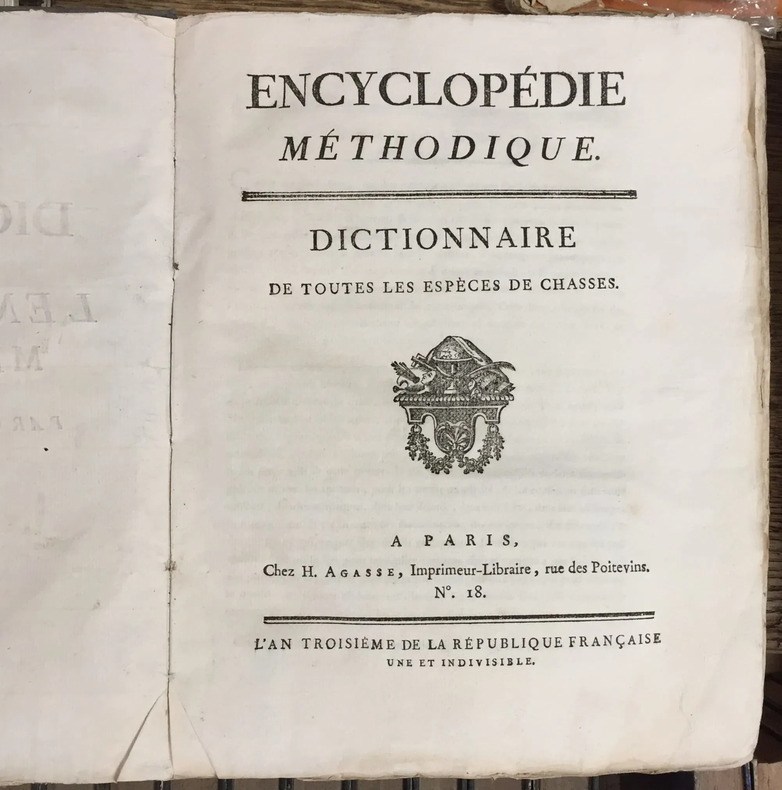 ENCYCLOPÉDIE
MÉTHODIQUE.
DICTIONNAIRE
DE TOUTES LES ESPÈCES DE CHASSES.
A PARIS,
Chez H. AGASSE, Imprimeur-Libraire, rue des Poitevins.
N°. 18.
L'AN TROISIÈME DE LA RÉPUBLIQUE FRANÇAISE
UNE ET INDIVISIBLE.